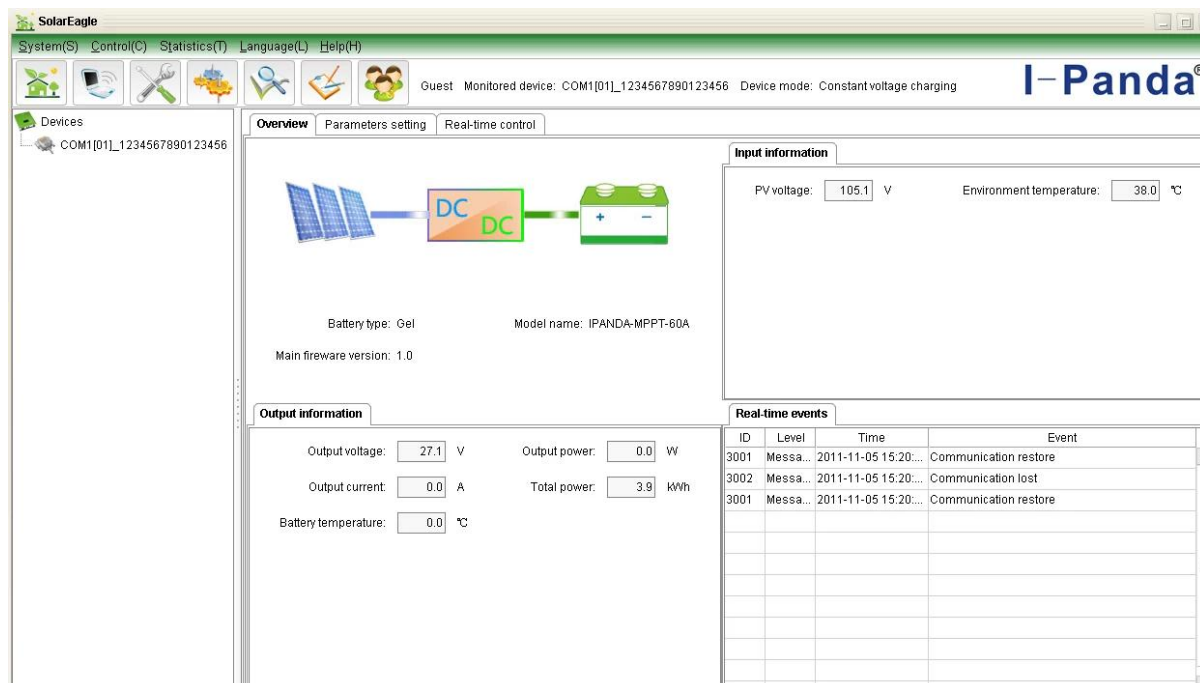 SolarEagle
System(S) Control(C) Statistics(T) Language(L) Help(H)
Guest Monitored device: COM1[01]_1234567890123456 Device mode: Constant voltage charging
I-Panda®
Devices
COM1[01]_1234567890123456
Overview Parameters setting Real-time control
DC
DC
+ −
Battery type: Gel Model name: IPANDA-MPPT-60A
Main fireware version: 1.0
Input information
PV voltage: 105.1 V Environment temperature: 38.0 °C
Output information
Output voltage: 27.1 V Output power: 0.0 W
Output current: 0.0 A Total power: 3.9 kWh
Battery temperature: 0.0 °C
Real-time events
ID Level Time Event
3001 Messa... 2011-11-05 15:20:... Communication restore
3002 Messa... 2011-11-05 15:20:... Communication lost
3001 Messa... 2011-11-05 15:20:... Communication restore